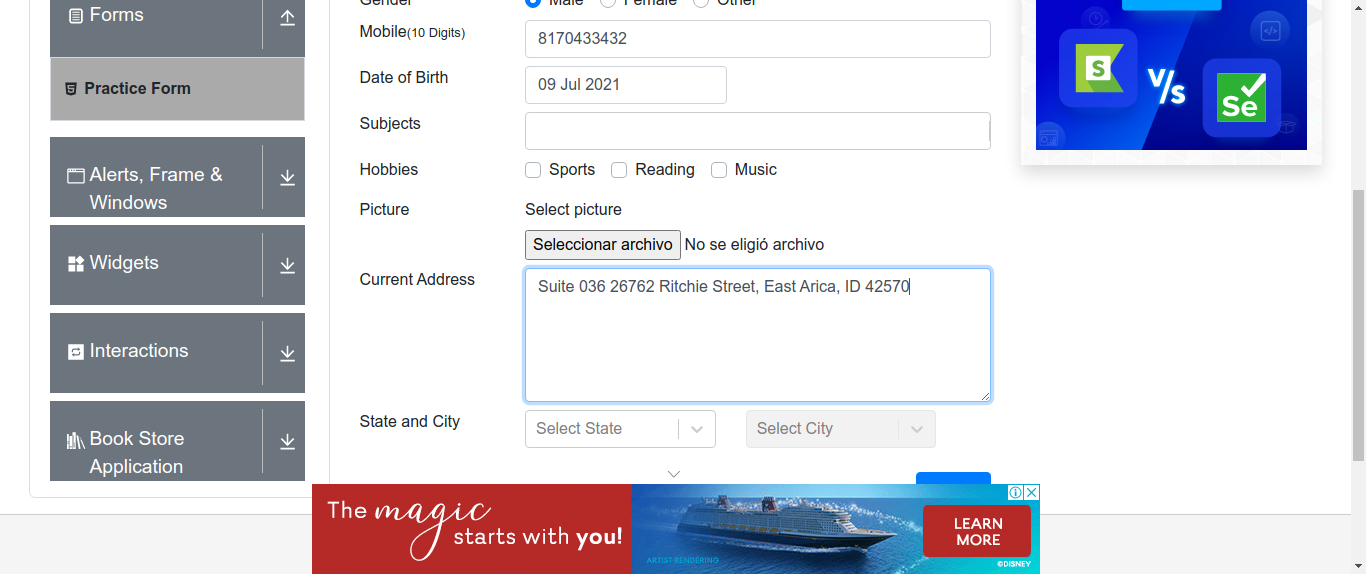 Forms
Practice Form
Alerts, Frame &
Windows
Widgets
Interactions
Book Store
Application
Gender Male Female Other
Mobile(10 Digits) 8170433432
Date of Birth 09 Jul 2021
Subjects
Hobbies Sports Reading Music
Picture Select picture
Seleccionar archivo No se eligió archivo
Current Address Suite 036 26762 Ritchie Street, East Arica, ID 42570
State and City Select State Select City
S V/s Se
The magic
starts with you!
ARTIST RENDERING
LEARN
MORE
©DISNEY